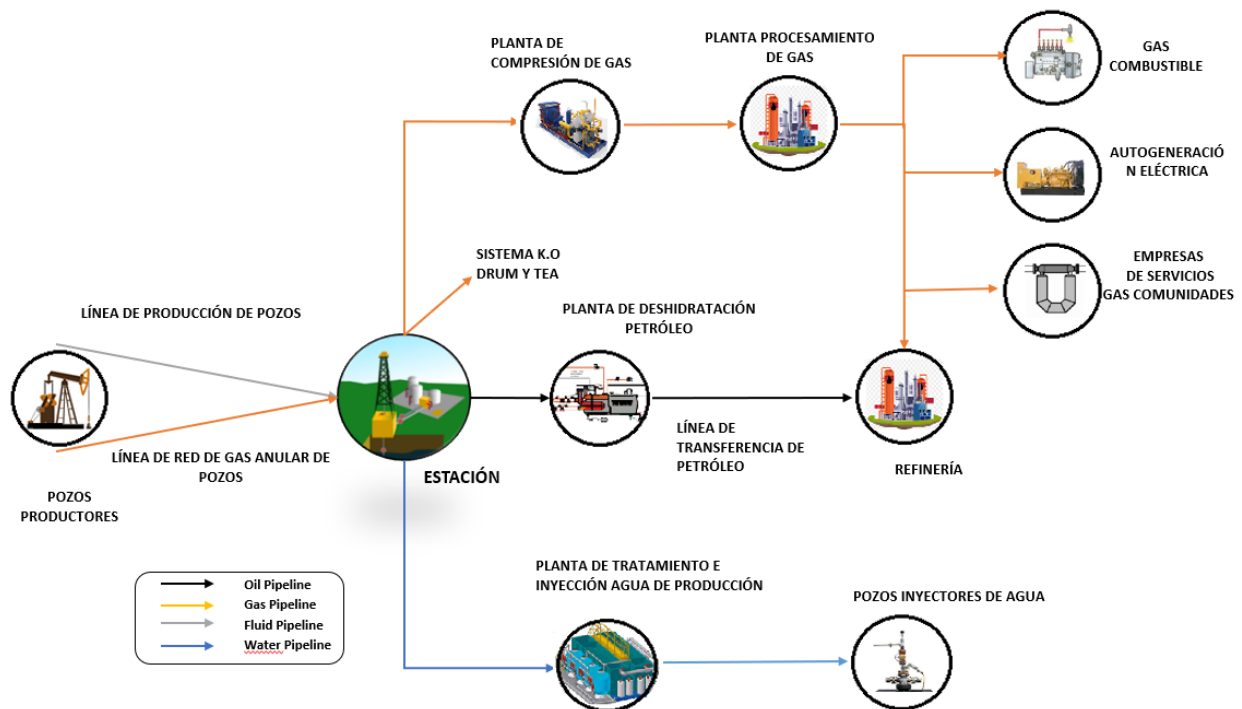 PLANTA DE
COMPRESIÓN DE GAS
PLANTA PROCESAMIENTO
DE GAS
GAS
COMBUSTIBLE
AUTOGENERACIÓ
N ELÉCTRICA
EMPRESAS
DE SERVICIOS
GAS COMUNIDADES
SISTEMA K.O
DRUM Y TEA
LÍNEA DE PRODUCCIÓN DE POZOS
PLANTA DE DESHIDRATACIÓN
PETRÓLEO
LÍNEA DE RED DE GAS ANULAR DE
POZOS
ESTACIÓN
LÍNEA DE
TRANSFERENCIA DE
PETRÓLEO
REFINERÍA
POZOS
PRODUCTORES
PLANTA DE TRATAMIENTO E
INYECCIÓN AGUA DE PRODUCCIÓN
POZOS INYECTORES DE AGUA
Oil Pipeline
Gas Pipeline
Fluid Pipeline
Water Pipeline